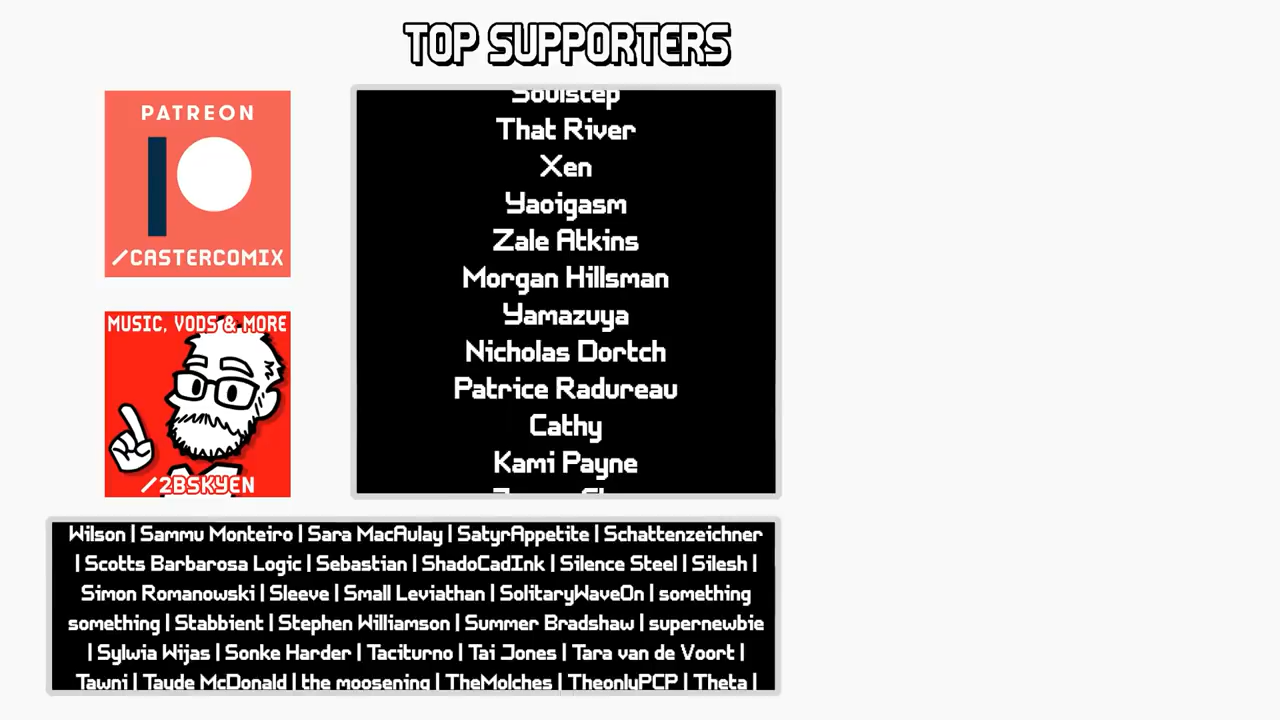 TOP SUPPORTERS
PATREON
/CASTERCOMIX
MUSIC, VODS & MORE
/2BSKYEN
Soulstep
That River
Xen
Yaoigasm
Zale Atkins
Morgan Hillsman
Yamazuya
Nicholas Dortch
Patrice Radureau
Cathy
Kami Payne
Wilson | Sammu Monteiro | Sara MacAulay | SatyrAppetite | Schattenzeichner
| Scotts Barbarosa Logic | Sebastian | ShadoCadInk | Silence Steel | Silesh |
Simon Romanowski | Sleeve | Small Leviathan | SolitaryWaveOn | something
something | Stabbient | Stephen Williamson | Summer Bradshaw | supernewbie
| Sylwia Wijas | Sonke Harder | Taciturno | Tai Jones | Tara van de Voort |
Tawni | Tayde McDonald | the moosening | TheMolches | TheonlyPCP | Theta |